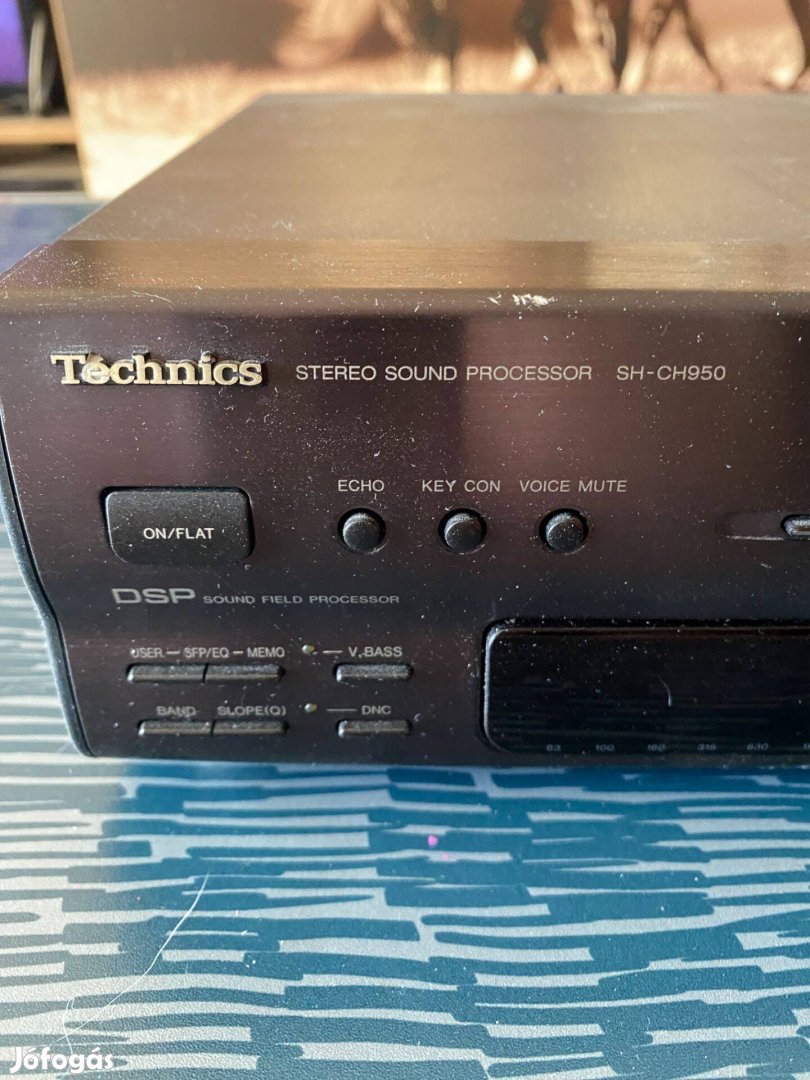 Technics STEREO SOUND PROCESSOR SH-CH950
ECHO KEY CON VOICE MUTE
ON/FLAT
DSP SOUND FIELD PROCESSOR
USER — SFP/EQ — MEMO — V.BASS
BAND SLOPE(Q) — DNC
63 100 160 315 630
Jófogás